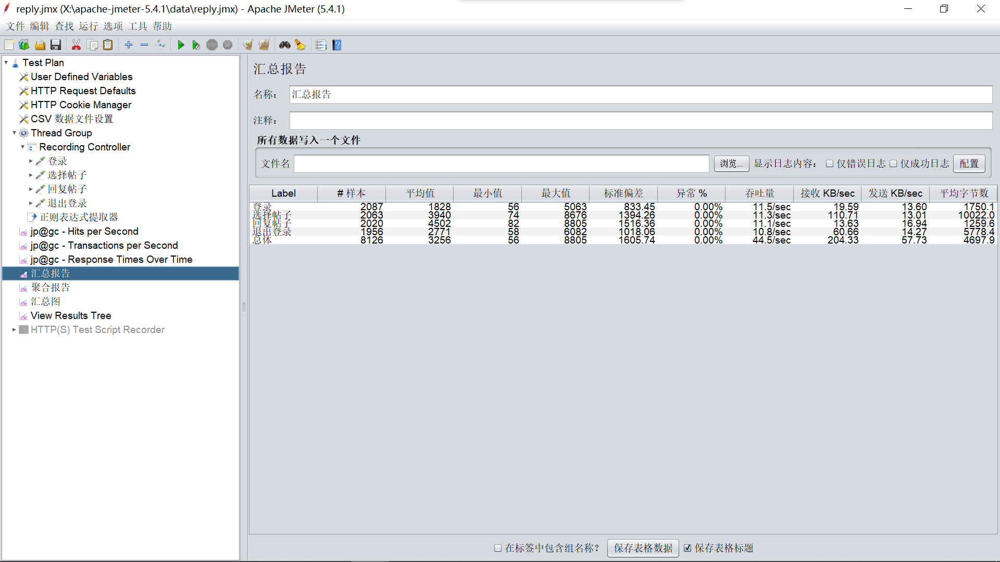 reply.jmx (X:\apache-jmeter-5.4.1\data\reply.jmx) - Apache JMeter (5.4.1)
文件 编辑 查找 运行 选项 工具 帮助
Test Plan
User Defined Variables
HTTP Request Defaults
HTTP Cookie Manager
CSV 数据文件设置
Thread Group
Recording Controller
登录
选择帖子
回复帖子
退出登录
正则表达式提取器
jp@gc - Hits per Second
jp@gc - Transactions per Second
jp@gc - Response Times Over Time
汇总报告
聚合报告
汇总图
View Results Tree
HTTP(S) Test Script Recorder
汇总报告
名称： 汇总报告
注释：
所有数据写入一个文件
文件名 浏览... 显示日志内容： 仅错误日志 仅成功日志 配置
Label # 样本 平均值 最小值 最大值 标准偏差 异常 % 吞吐量 接收 KB/sec 发送 KB/sec 平均字节数
登录 2087 1828 56 5063 833.45 0.00% 11.5/sec 19.59 13.60 1750.1
选择帖子 2063 3940 74 8676 1394.26 0.00% 11.3/sec 110.71 13.01 10022.0
回复帖子 2020 4502 82 8805 1516.36 0.00% 11.1/sec 13.63 16.94 1259.6
退出登录 1956 2771 58 6082 1018.06 0.00% 10.8/sec 60.66 14.27 5778.4
总体 8126 3256 56 8805 1605.74 0.00% 44.5/sec 204.33 57.73 4697.9
在标签中包含组名称？ 保存表格数据 保存表格标题